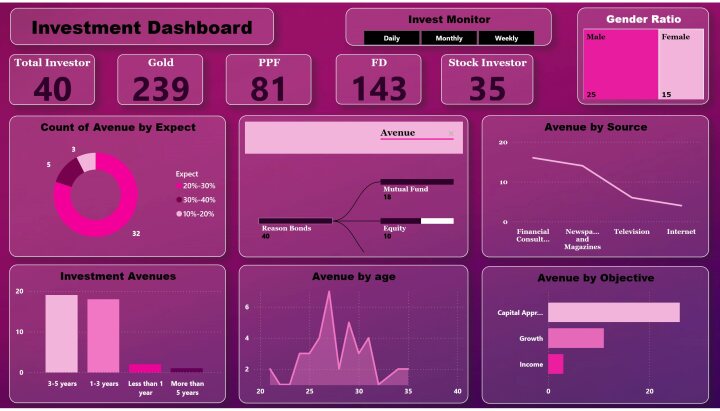 Investment Dashboard
Invest Monitor
Daily Monthly Weekly
Gender Ratio
Male Female
25 15
Total Investor
40
Gold
239
PPF
81
FD
143
Stock Investor
35
Count of Avenue by Expect
3
5
32
Expect
20%-30%
30%-40%
10%-20%
Avenue
Reason Bonds
40
Mutual Fund
18
Equity
10
Avenue by Source
20
10
0
Financial
Consult...
Newspa...
and
Magazines
Television
Internet
Investment Avenues
20
10
0
3-5 years
1-3 years
Less than 1
year
More than
5 years
Avenue by age
6
4
2
20 25 30 35 40
Avenue by Objective
Capital Appr...
Growth
Income
0 20